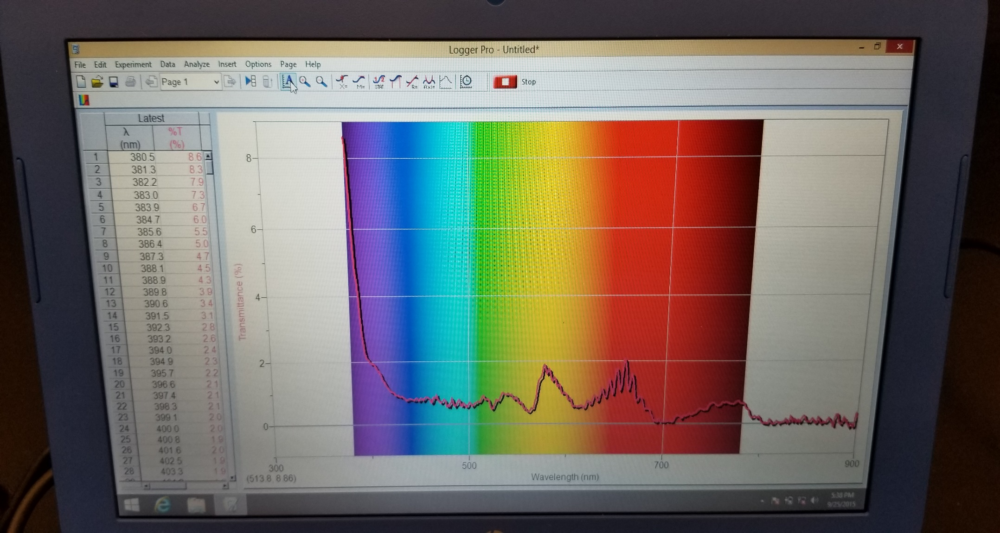 Logger Pro - Untitled*
File Edit Experiment Data Analyze Insert Options Page Help
Page 1 X= M= 1/2 STAT R= f(x)= Stop
Latest
λ %T
(nm) (%)
1 380.5 8.6
2 381.3 8.3
3 382.2 7.9
4 383.0 7.3
5 383.9 6.7
6 384.7 6.0
7 385.6 5.5
8 386.4 5.0
9 387.3 4.7
10 388.1 4.5
11 388.9 4.3
12 389.8 3.9
13 390.6 3.4
14 391.5 3.1
15 392.3 2.8
16 393.2 2.6
17 394.0 2.4
18 394.9 2.3
19 395.7 2.2
20 396.6 2.1
21 397.4 2.1
22 398.3 2.1
23 399.1 2.0
24 400.0 2.0
25 400.8 1.9
26 401.6 2.0
27 402.5 1.9
28 403.3 1.9
Transmittance (%)
8
6
4
2
0
300 500 700 900
(513.8, 8.86)
Wavelength (nm)
5:38 PM
9/25/2015